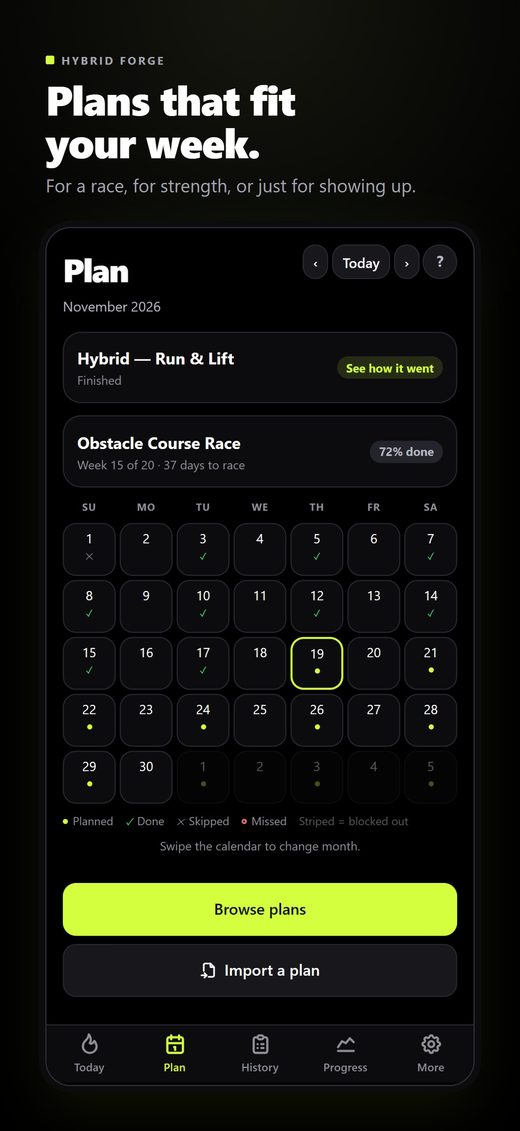 HYBRID FORGE
Plans that fit
your week.
For a race, for strength, or just for showing up.
Plan
‹ Today › ?
November 2026
Hybrid — Run & Lift
Finished
See how it went
Obstacle Course Race
Week 15 of 20 · 37 days to race
72% done
SU MO TU WE TH FR SA
1 2 3 4 5 6 7
× ✓ ✓ ✓
8 9 10 11 12 13 14
✓ ✓ ✓ ✓
15 16 17 18 19 20 21
✓ ✓ • •
22 23 24 25 26 27 28
• • • •
29 30 1 2 3 4 5
• • • •
• Planned ✓ Done × Skipped o Missed Striped = blocked out
Swipe the calendar to change month.
Browse plans
Import a plan
Today Plan History Progress More